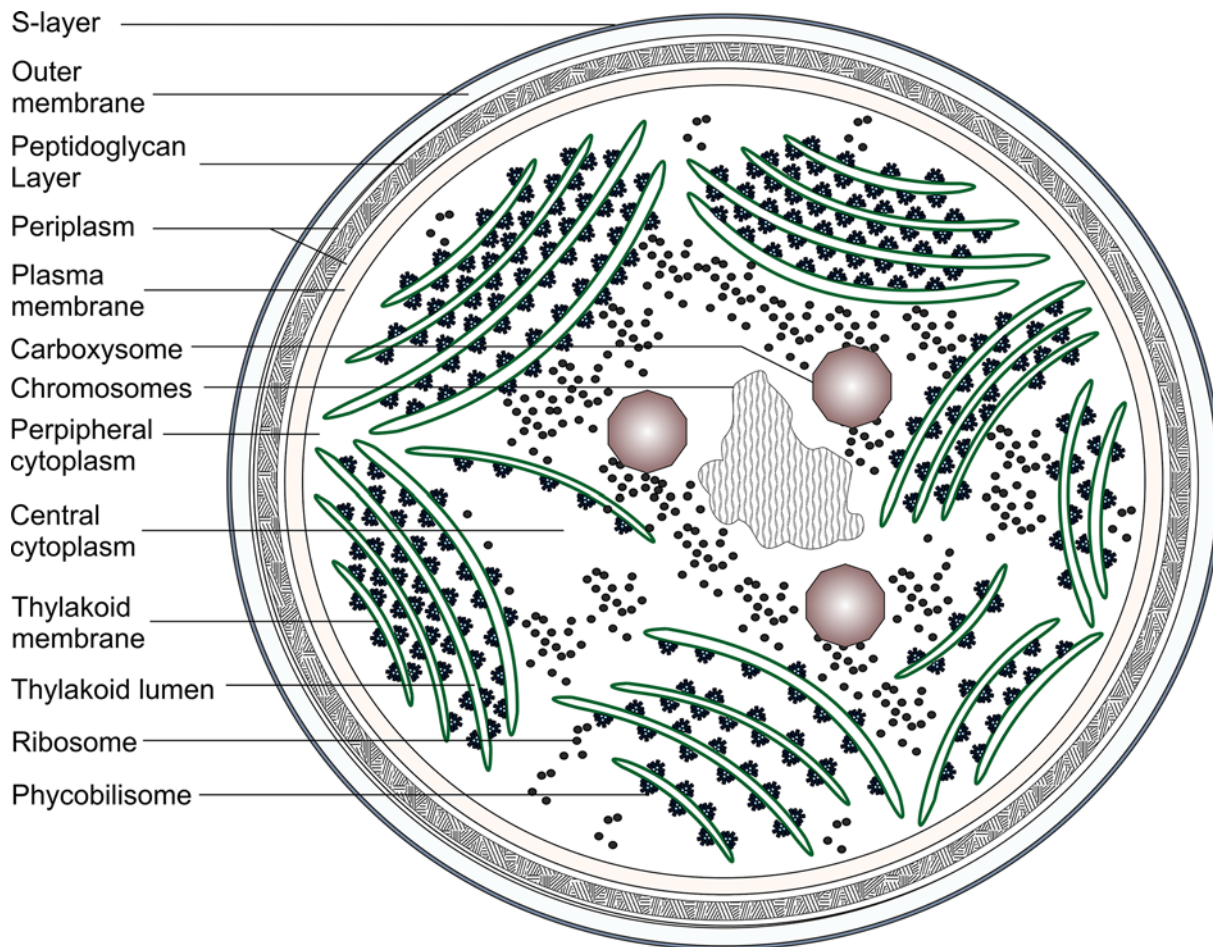 S-layer
Outer
membrane
Peptidoglycan
Layer
Periplasm
Plasma
membrane
Carboxysome
Chromosomes
Perpipheral
cytoplasm
Central
cytoplasm
Thylakoid
membrane
Thylakoid lumen
Ribosome
Phycobilisome